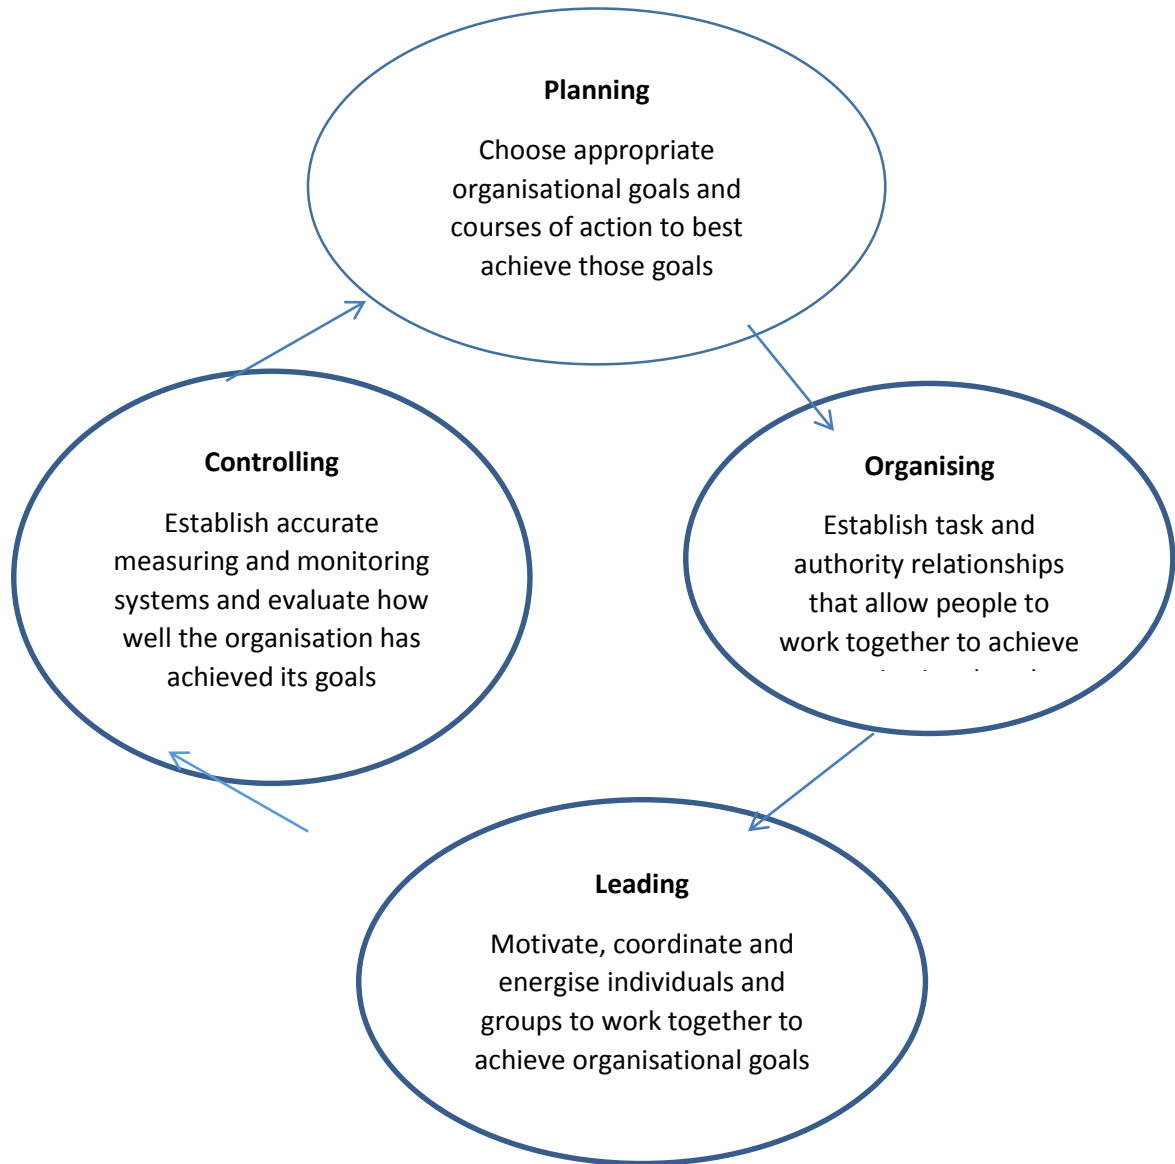 Planning
Choose appropriate
organisational goals and
courses of action to best
achieve those goals
Controlling
Establish accurate
measuring and monitoring
systems and evaluate how
well the organisation has
achieved its goals
Organising
Establish task and
authority relationships
that allow people to
work together to achieve
Leading
Motivate, coordinate and
energise individuals and
groups to work together to
achieve organisational goals